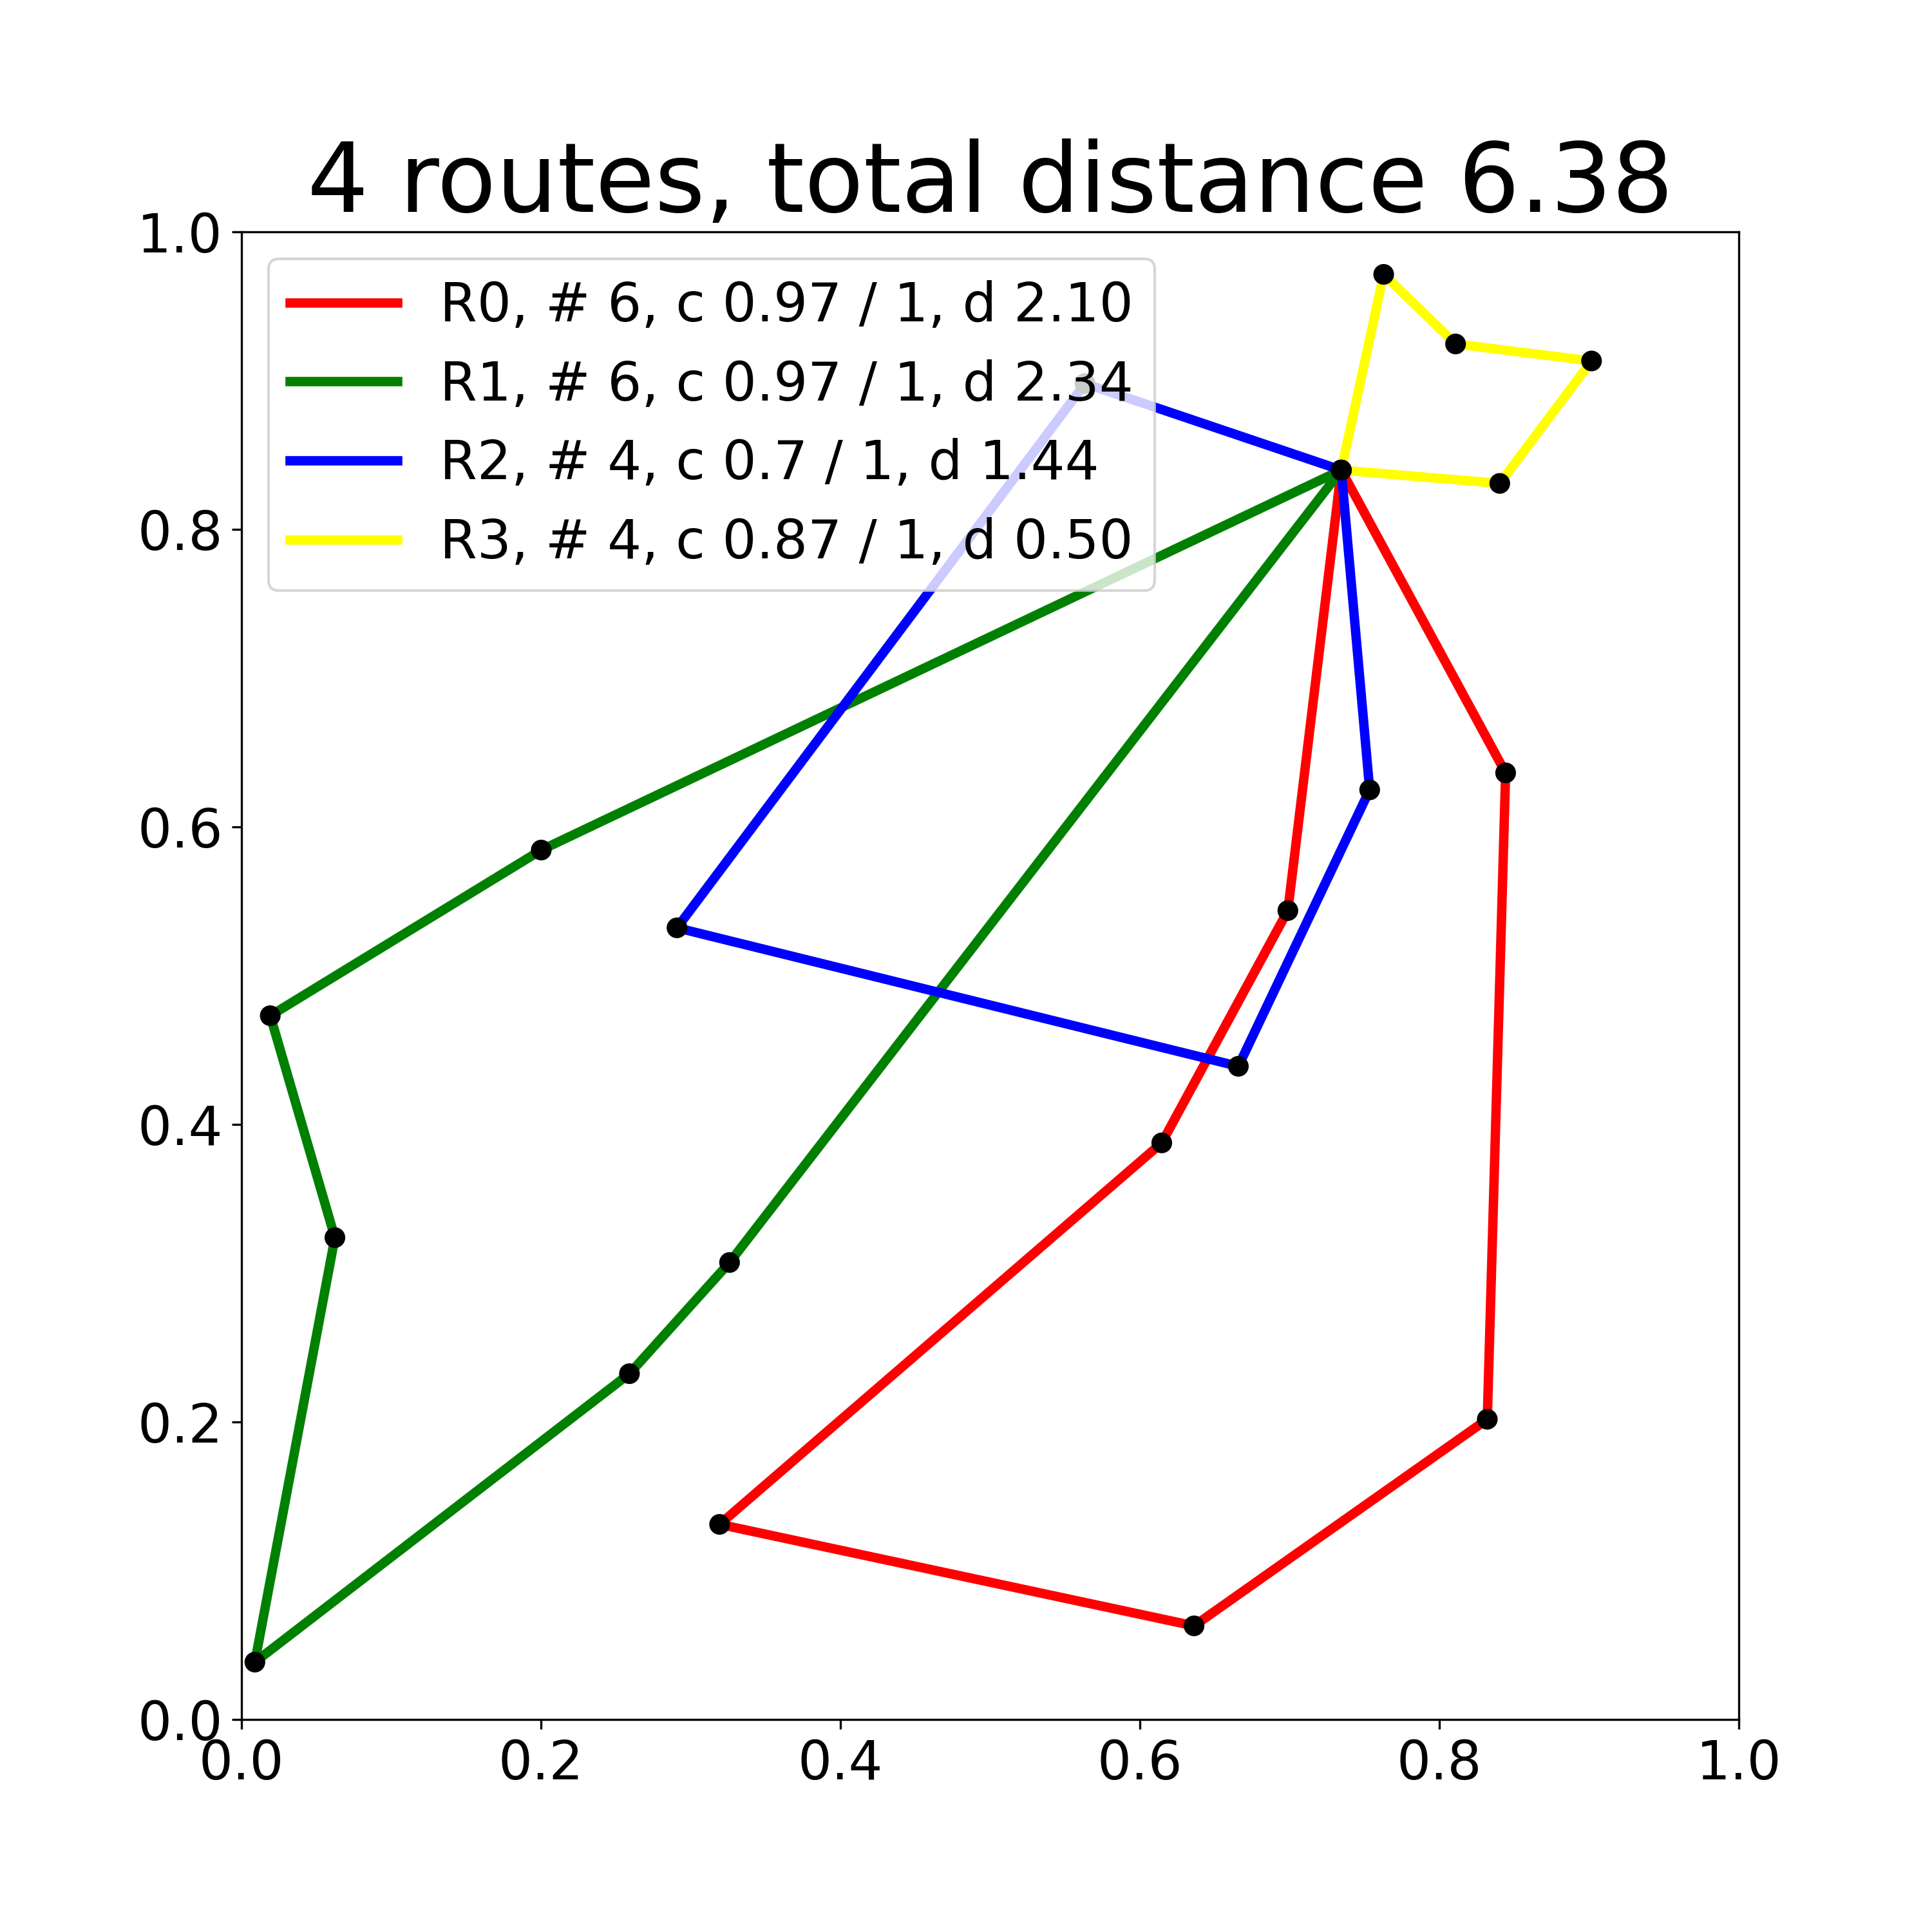 4 routes, total distance 6.38
1.0
R0, # 6, c 0.97 / 1, d 2.10
R1, # 6, c 0.97 / 1, d 2.34
R2, # 4, c 0.7 / 1, d 1.44
R3, # 4, c 0.87 / 1, d 0.50
0.8
0.6
0.4
0.2
0.0
0.0 0.2 0.4 0.6 0.8 1.0